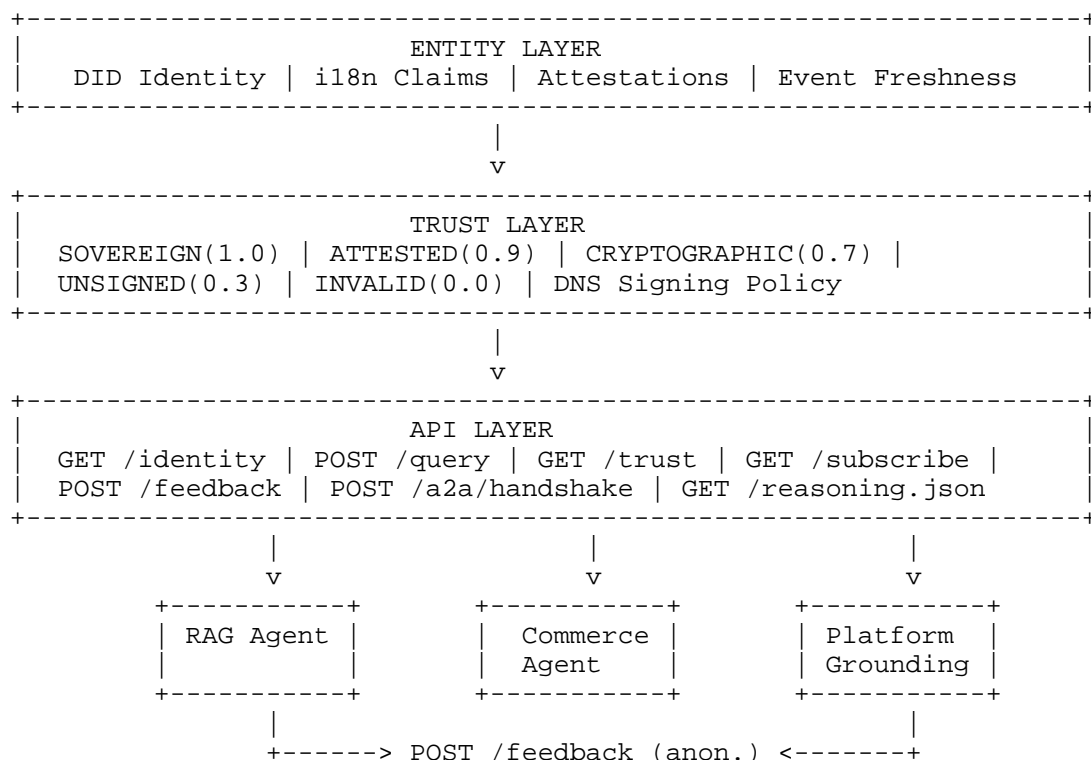 ENTITY LAYER
DID Identity | i18n Claims | Attestations | Event Freshness
v
TRUST LAYER
SOVEREIGN(1.0) | ATTESTED(0.9) | CRYPTOGRAPHIC(0.7) |
UNSIGNED(0.3) | INVALID(0.0) | DNS Signing Policy
v
API LAYER
GET /identity | POST /query | GET /trust | GET /subscribe |
POST /feedback | POST /a2a/handshake | GET /reasoning.json
v v v
RAG Agent | Commerce | Platform
Agent | Grounding
+------> POST /feedback (anon.) <-------+